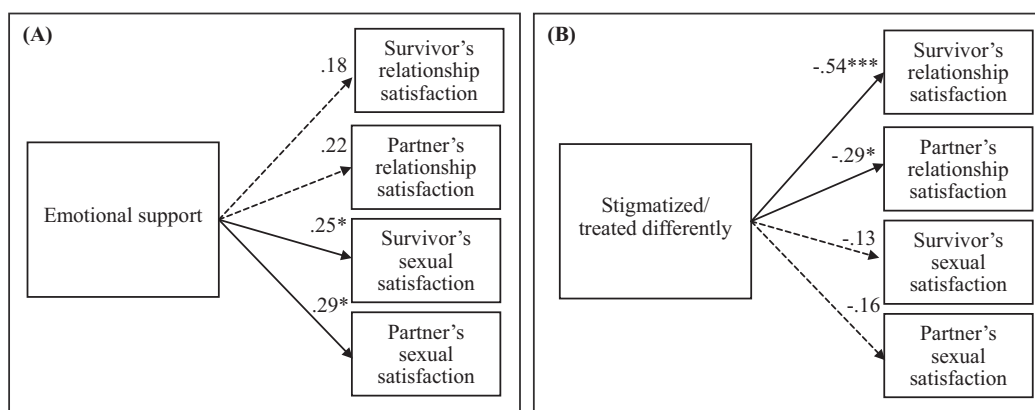 (A)
.18
Survivor's
relationship
satisfaction
.22
Partner's
relationship
satisfaction
Emotional support
.25*
Survivor's
sexual
satisfaction
.29*
Partner's
sexual
satisfaction
(B)
-.54***
Survivor's
relationship
satisfaction
-.29*
Partner's
relationship
satisfaction
Stigmatized/
treated differently
-.13
Survivor's
sexual
satisfaction
-.16
Partner's
sexual
satisfaction